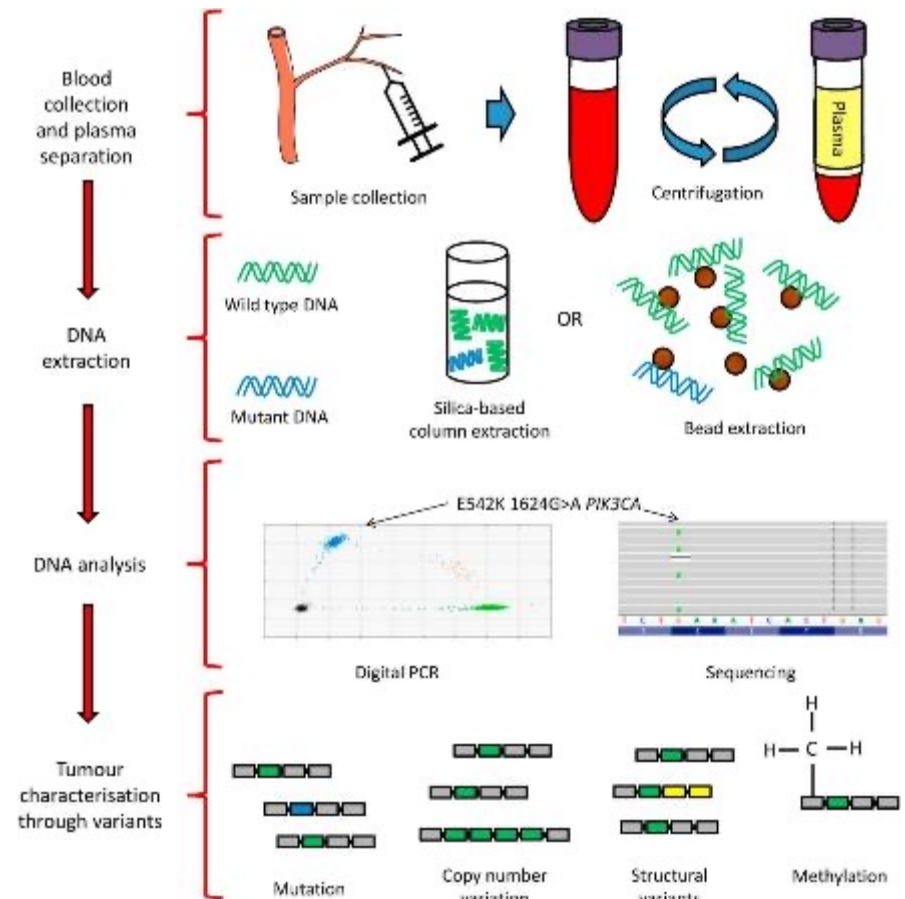 Blood
collection
and plasma
separation
Sample collection
Centrifugation
Plasma
DNA
extraction
Wild type DNA
Mutant DNA
Silica-based
column extraction
OR
Bead extraction
DNA analysis
E542K 1624G>A PIK3CA
Digital PCR
Sequencing
T C T G A A A T C A C T G A G
Tumour
characterisation
through variants
Mutation
Copy number
variation
Structural
variants
H
H C H
Methylation